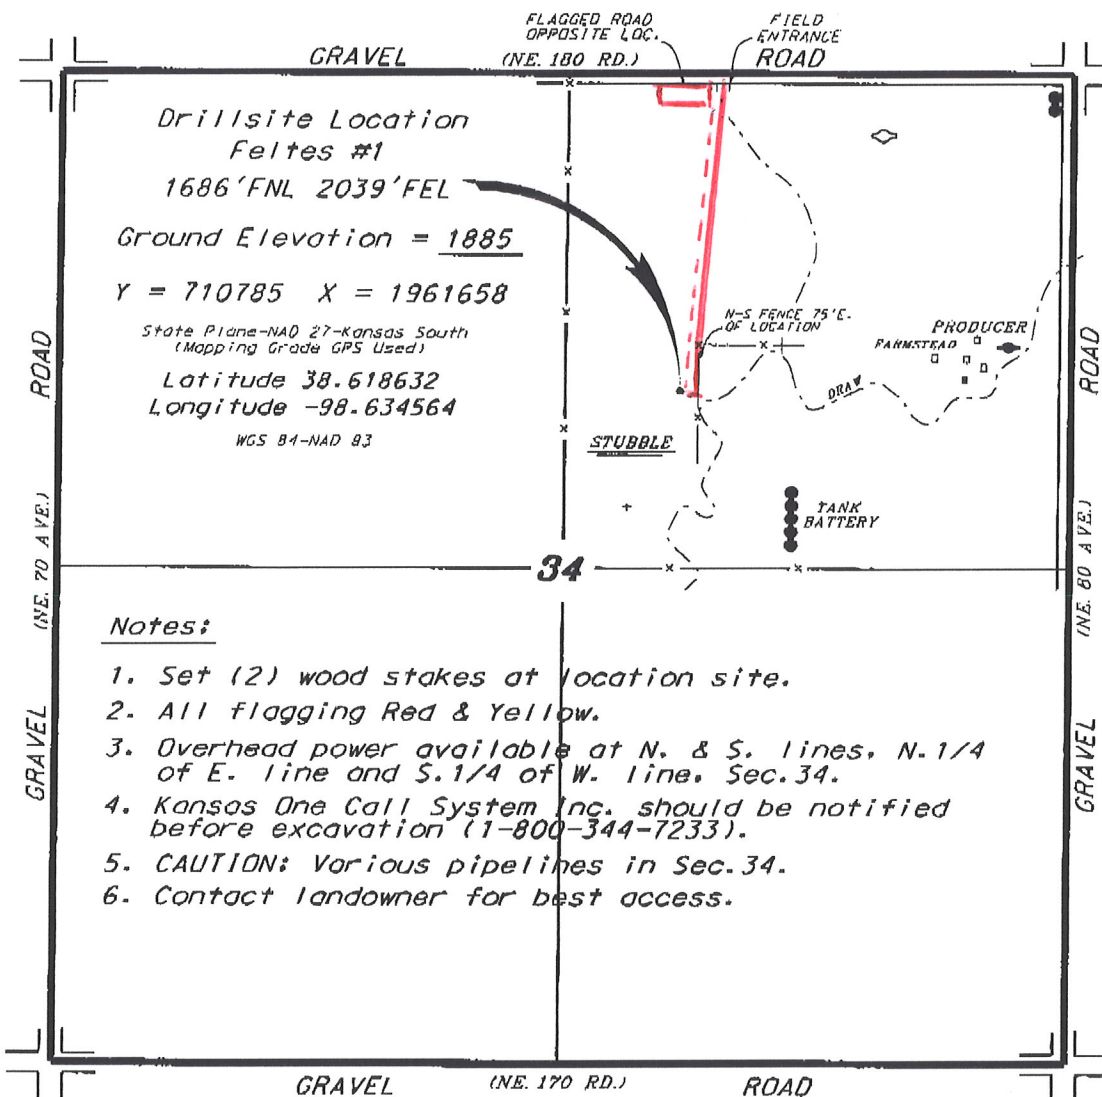 FLAGGED ROAD
OPPOSITE LOC.
FIELD
ENTRANCE
GRAVEL (NE. 180 RD.) ROAD
Drillsite Location
Feltes #1
1686'FNL 2039'FEL
Ground Elevation = 1885
Y = 710785 X = 1961658
State Plane-NAD 27-Kansas South
(Mapping Grade GPS Used)
Latitude 38.618632
Longitude -98.634564
WGS 84-NAD 83
N-S FENCE 75'E.
OF LOCATION
PRODUCER
FARMSTEAD
DRAW
STUBBLE
TANK
BATTERY
34
ROAD
(NE. 70 AVE.)
GRAVEL
ROAD
(NE. 80 AVE.)
GRAVEL
Notes:
1. Set (2) wood stakes at location site.
2. All flagging Red & Yellow.
3. Overhead power available at N. & S. lines, N.1/4
of E. line and S.1/4 of W. line, Sec.34.
4. Kansas One Call System Inc. should be notified
before excavation (1-800-344-7233).
5. CAUTION: Various pipelines in Sec.34.
6. Contact landowner for best access.
GRAVEL (NE. 170 RD.) ROAD